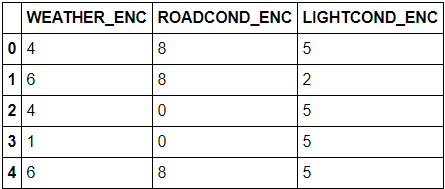 WEATHER_ENC ROADCOND_ENC LIGHTCOND_ENC
0 4 8 5
1 6 8 2
2 4 0 5
3 1 0 5
4 6 8 5